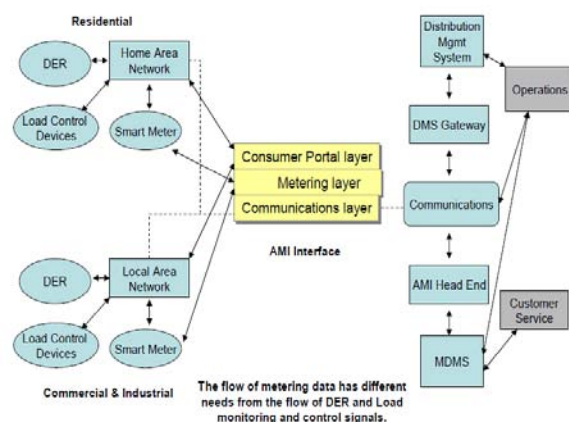 Residential
DER
Home Area
Network
Load Control
Devices
Smart Meter
DER
Local Area
Network
Load Control
Devices
Smart Meter
Commercial & Industrial
Consumer Portal layer
Metering layer
Communications layer
AMI Interface
The flow of metering data has different
needs from the flow of DER and Load
monitoring and control signals.
Distribution
Mgmt
System
Operations
DMS Gateway
Communications
AMI Head End
Customer
Service
MDMS